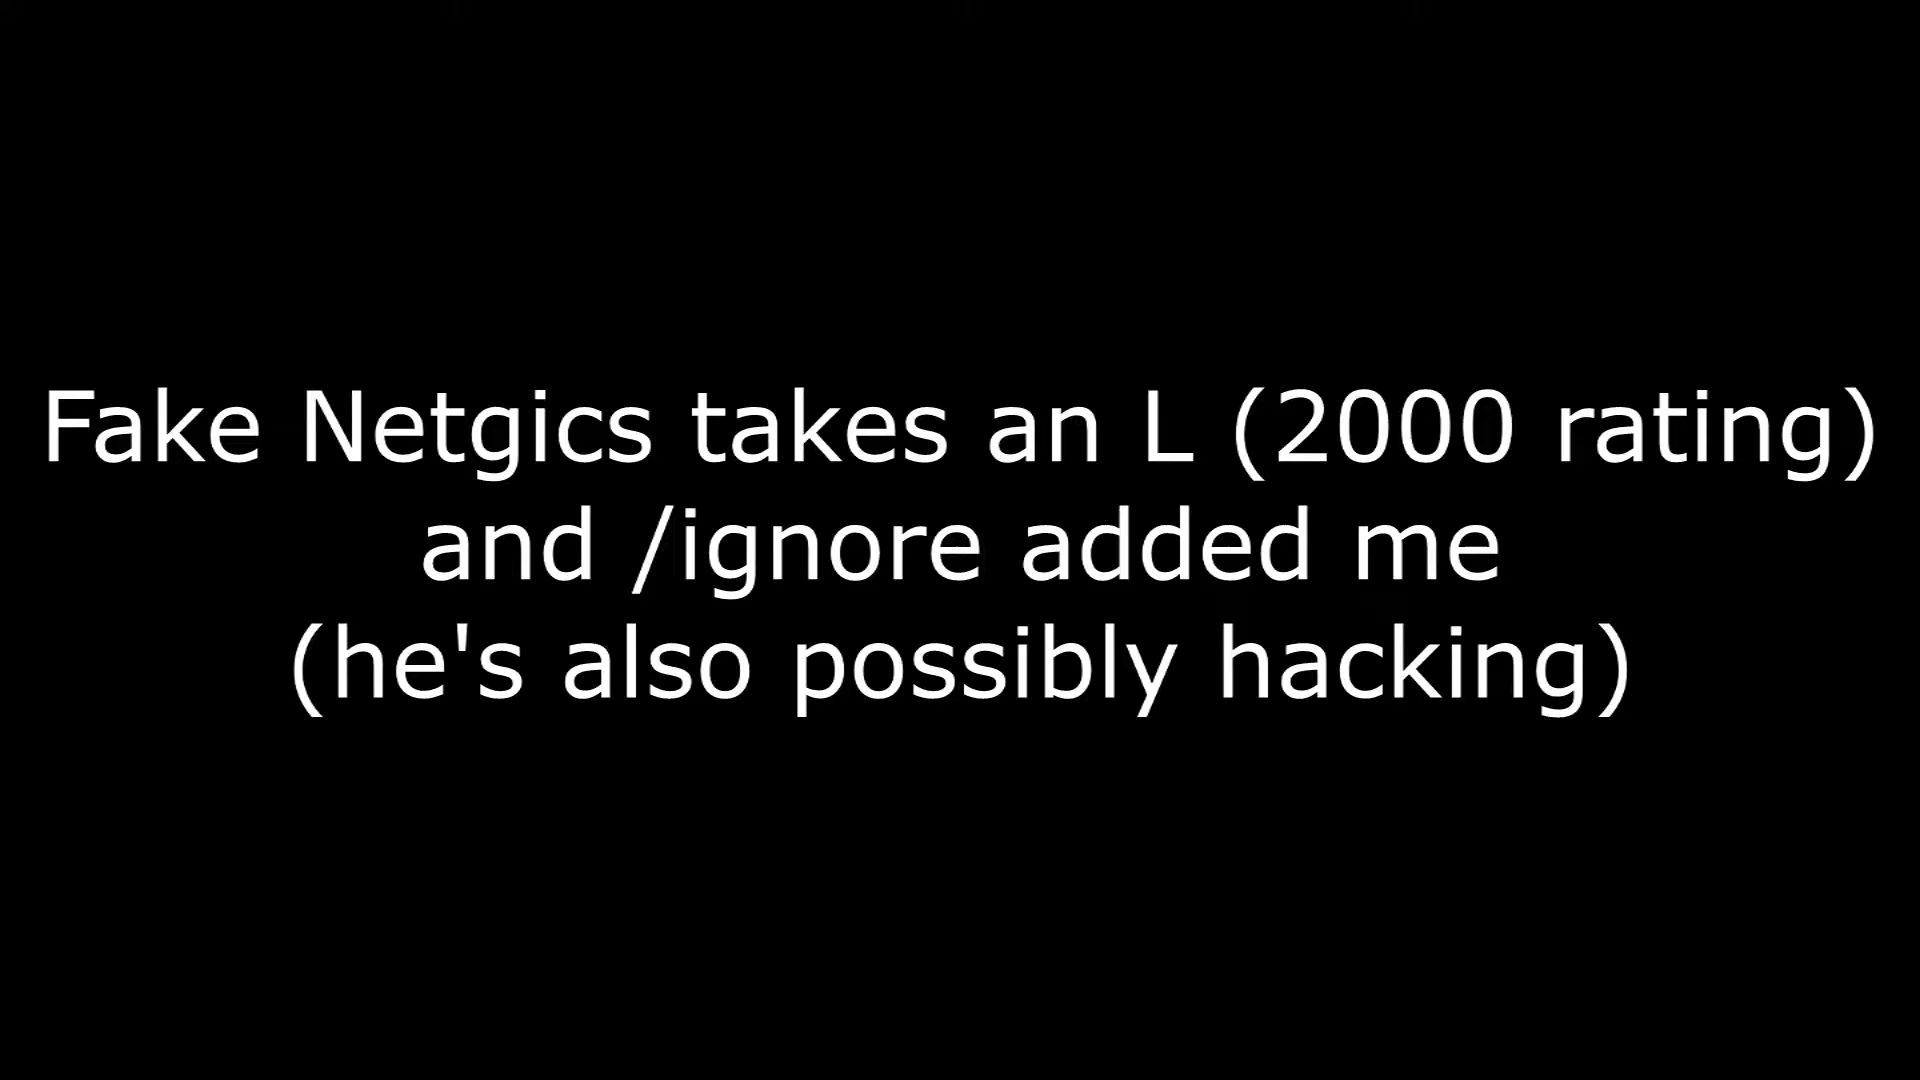 Fake Netgics takes an L (2000 rating)
and /ignore added me
(he's also possibly hacking)